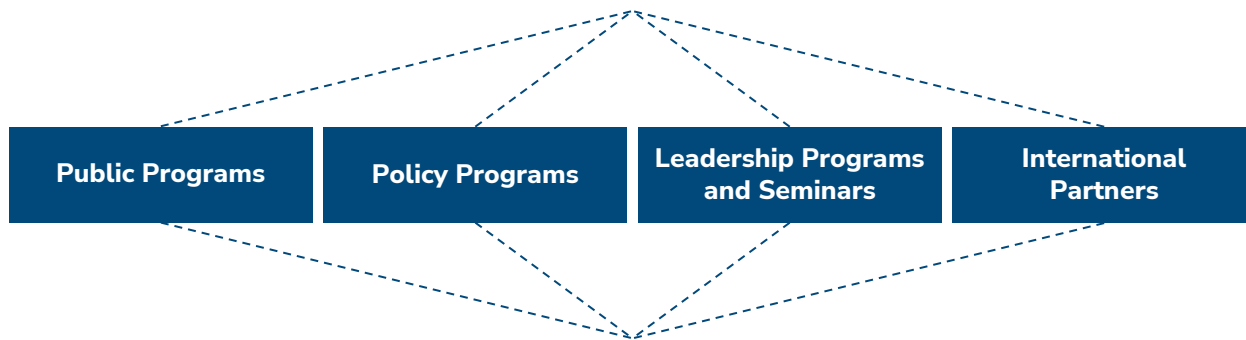 Public Programs
Policy Programs
Leadership Programs
and Seminars
International
Partners